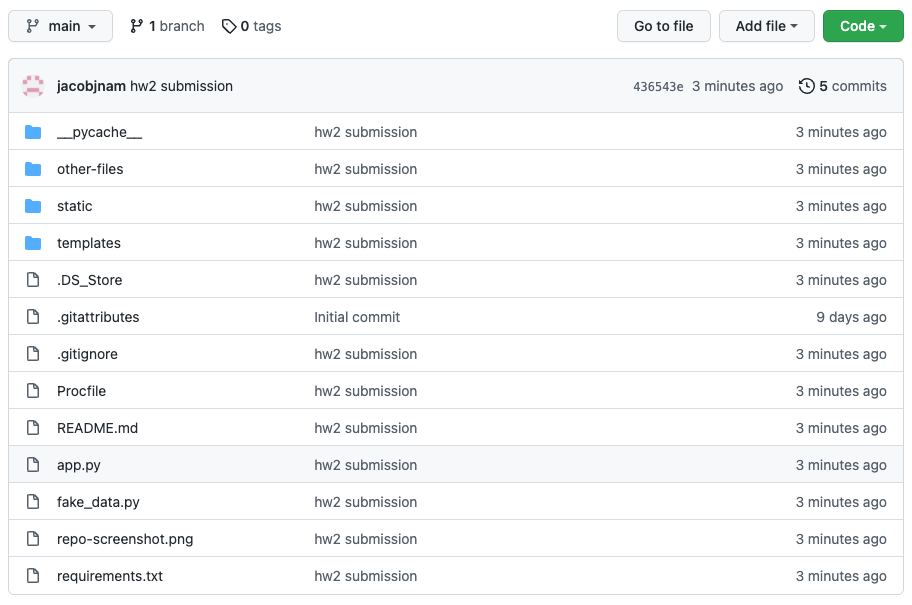 main 1 branch 0 tags Go to file Add file Code
jacobjnam hw2 submission 436543e 3 minutes ago 5 commits
__pycache__ hw2 submission 3 minutes ago
other-files hw2 submission 3 minutes ago
static hw2 submission 3 minutes ago
templates hw2 submission 3 minutes ago
.DS_Store hw2 submission 3 minutes ago
.gitattributes Initial commit 9 days ago
.gitignore hw2 submission 3 minutes ago
Procfile hw2 submission 3 minutes ago
README.md hw2 submission 3 minutes ago
app.py hw2 submission 3 minutes ago
fake_data.py hw2 submission 3 minutes ago
repo-screenshot.png hw2 submission 3 minutes ago
requirements.txt hw2 submission 3 minutes ago